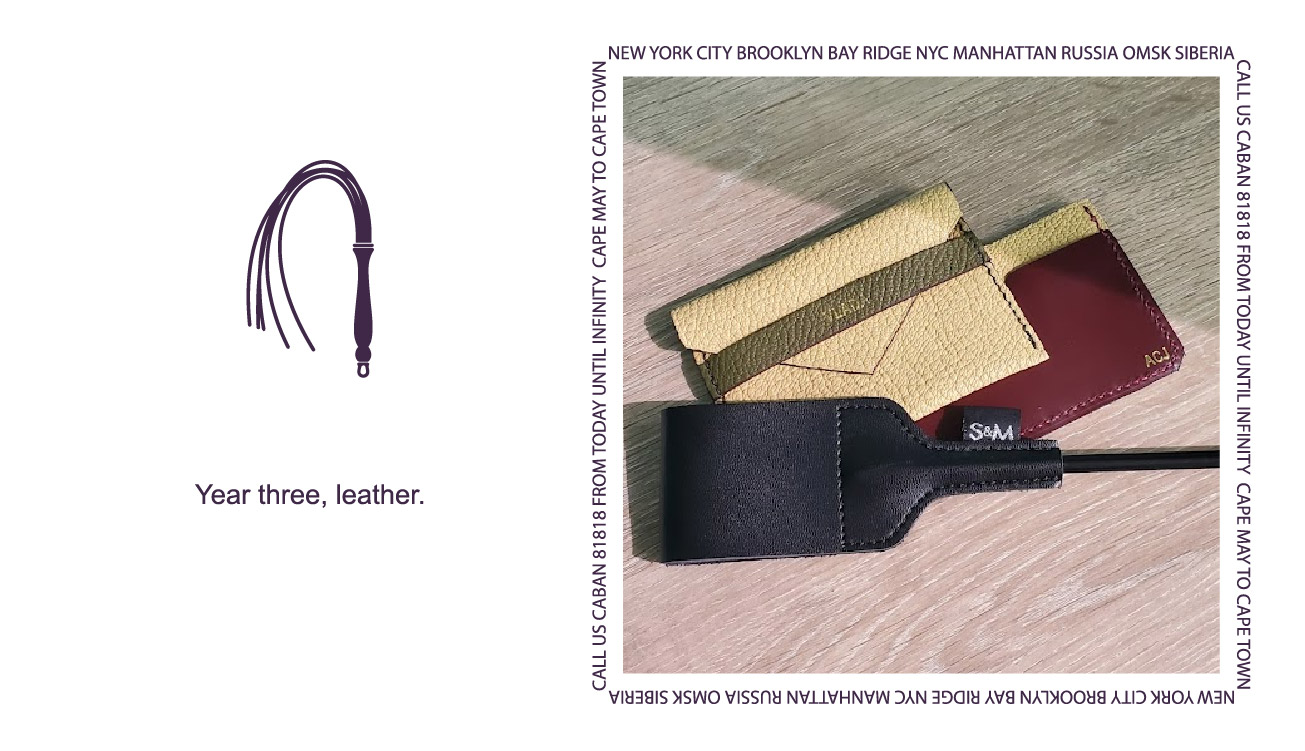 NEW YORK CITY BROOKLYN BAY RIDGE NYC MANHATTAN RUSSIA OMSK SIBERIA
CALL US CABAN 81818 FROM TODAY UNTIL INFINITY CAPE MAY TO CAPE TOWN
Year three, leather.
ACJ
S&M
CALL US CABAN 81818 FROM TODAY UNTIL INFINITY CAPE MAY TO CAPE TOWN
NEW YORK CITY BROOKLYN BAY RIDGE NYC MANHATTAN RUSSIA OMSK SIBERIA